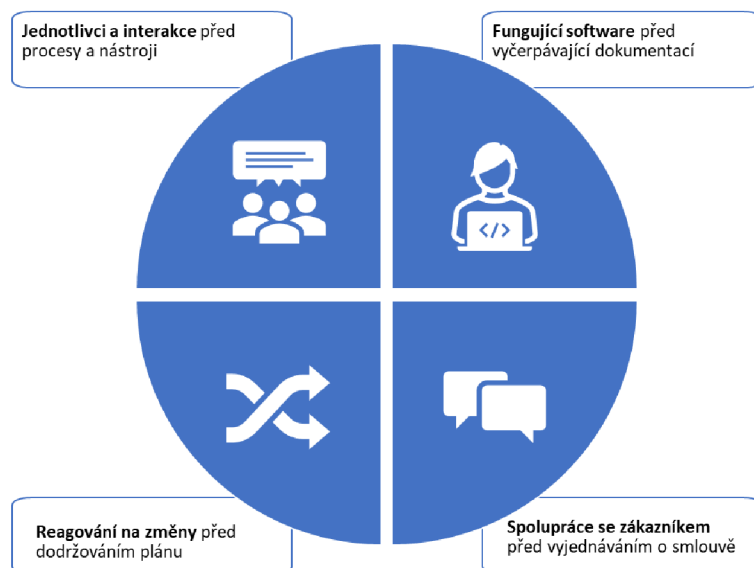 Jednotlivci a interakce před
procesy a nástroji
Fungující software před
vyčerpávající dokumentací
</>
Reagování na změny před
dodržováním plánu
Spolupráce se zákazníkem
před vyjednáváním o smlouvě